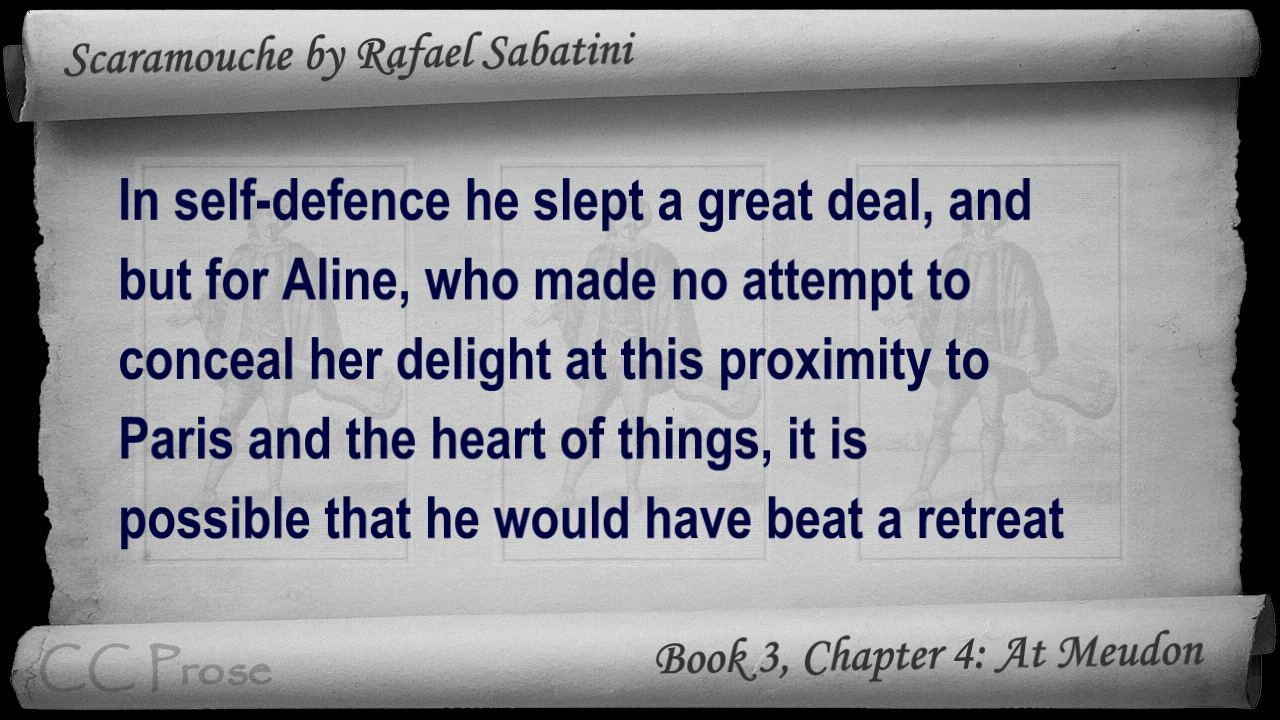 Scaramouche by Rafael Sabatini
In self-defence he slept a great deal, and
but for Aline, who made no attempt to
conceal her delight at this proximity to
Paris and the heart of things, it is
possible that he would have beat a retreat
CC Prose
Book 3, Chapter 4: At Meudon